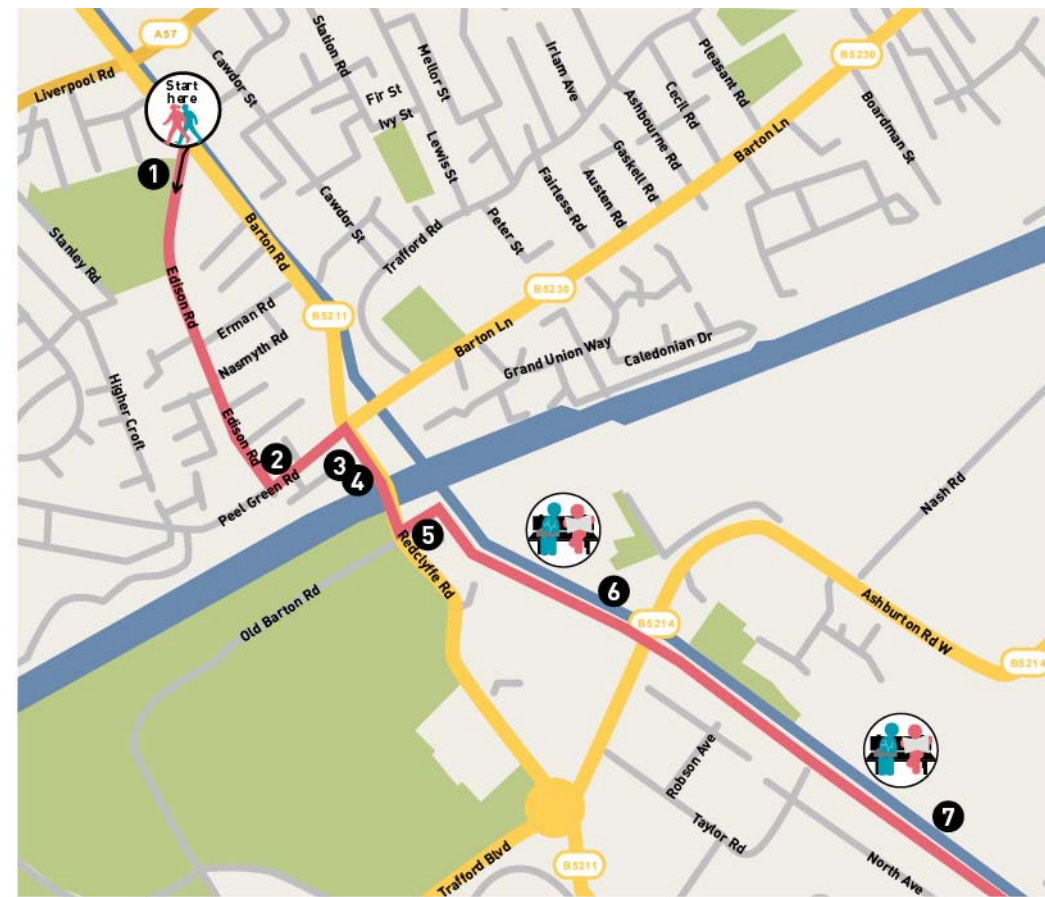 A57
Liverpool Rd
Start
here
1
Cawdor St
Station Rd
Fir St
Ivy St
Mellor St
Lewis St
Irlam Ave
Ashbourne Rd
Cecil Rd
Pleasant Rd
B5230
Boardman St
Barton Ln
Gaskell Rd
Austen Rd
Fairless Rd
Peter St
Trafford Rd
Cawdor St
Barton Rd
Stanley Rd
Edison Rd
Erman Rd
Nasmyth Rd
B5211
B5230
Barton Ln
Grand Union Way
Caledonian Dr
Higher Croft
Edison Rd
2
Peel Green Rd
3
4
5
Redclyffe Rd
Old Barton Rd
6
B5214
Nash Rd
Ashburton Rd W
B5214
Robson Ave
Taylor Rd
7
North Ave
Trafford Blvd
B5211